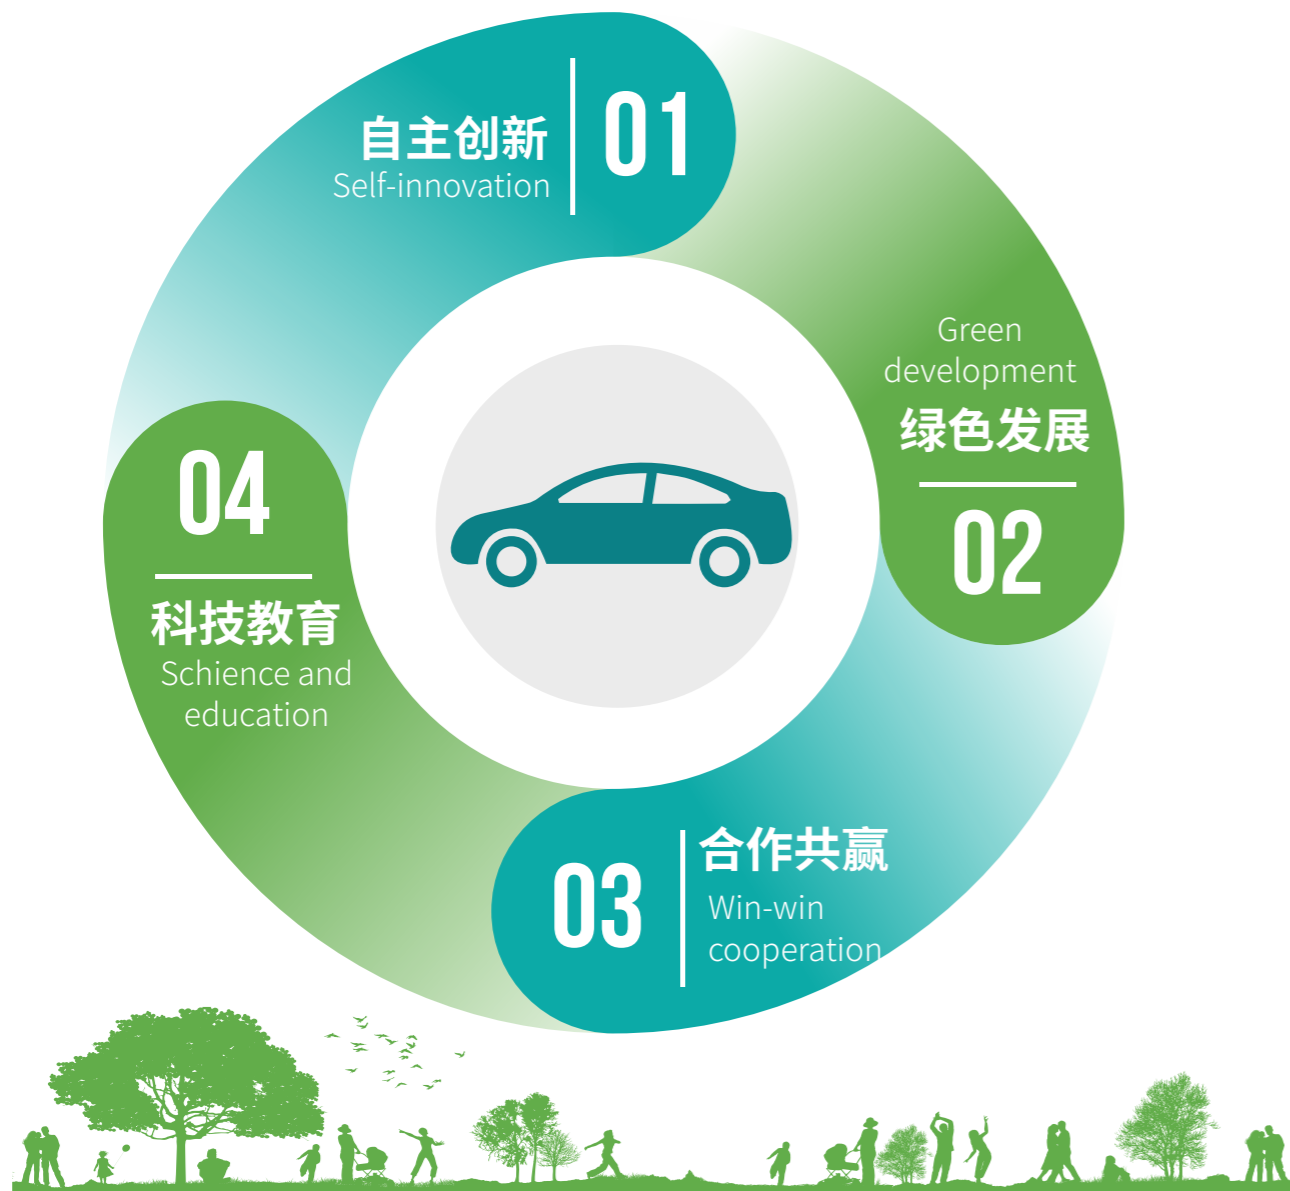 自主创新
Self-innovation
01
Green
development
绿色发展
02
03
合作共赢
Win-win
cooperation
04
科技教育
Schience and
education